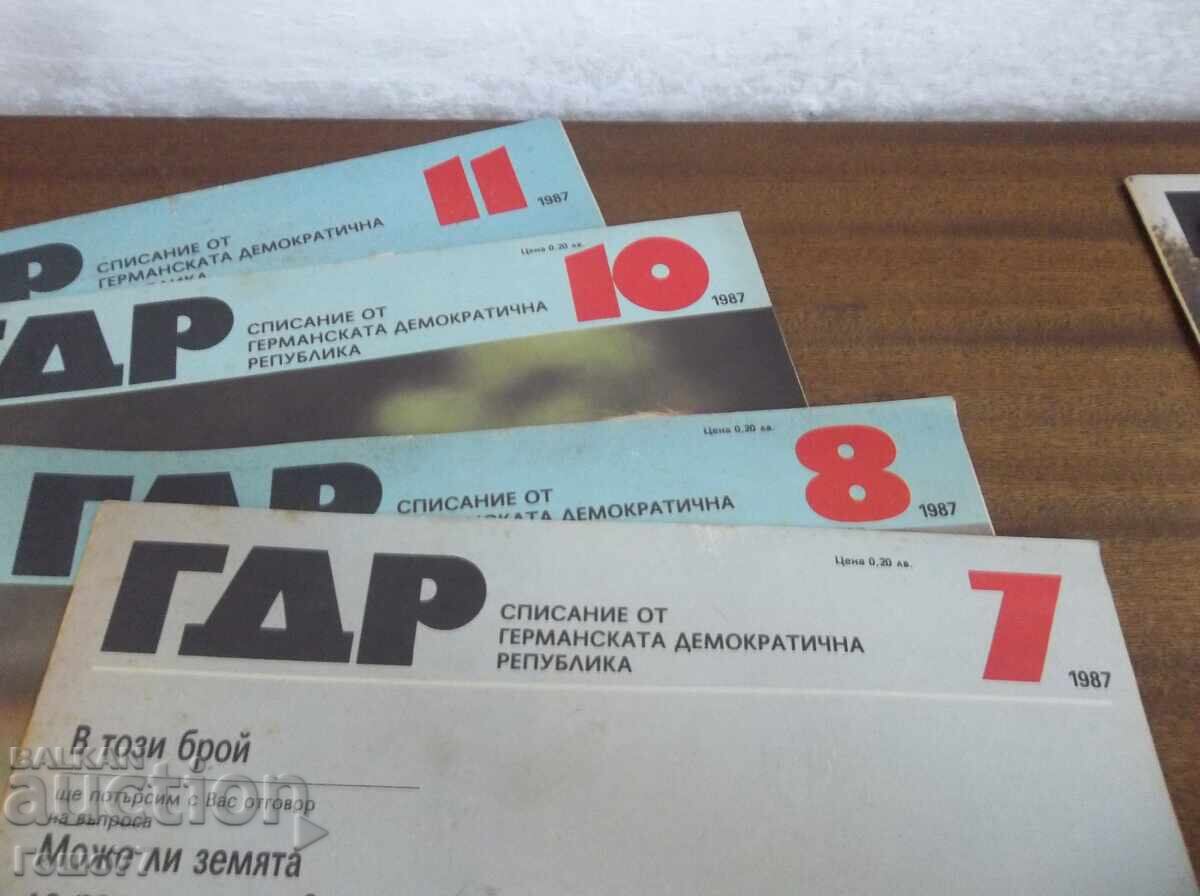 11
1987
СПИСАНИЕ ОТ
ГЕРМАНСКАТА ДЕМОКРАТИЧНА
Цена 0,20 лв.
10
1987
ГДР
СПИСАНИЕ ОТ
ГЕРМАНСКАТА ДЕМОКРАТИЧНА
РЕПУБЛИКА
Цена 0,20 лв.
8
1987
ГДР
СПИСАНИЕ ОТ
ДЕМОКРАТИЧНА
Цена 0,20 лв.
7
1987
ГДР
СПИСАНИЕ ОТ
ГЕРМАНСКАТА ДЕМОКРАТИЧНА
РЕПУБЛИКА
В този брой
ще потърсим с Вас отговор
на въпроса
Може ли земята
BALKAN
auction